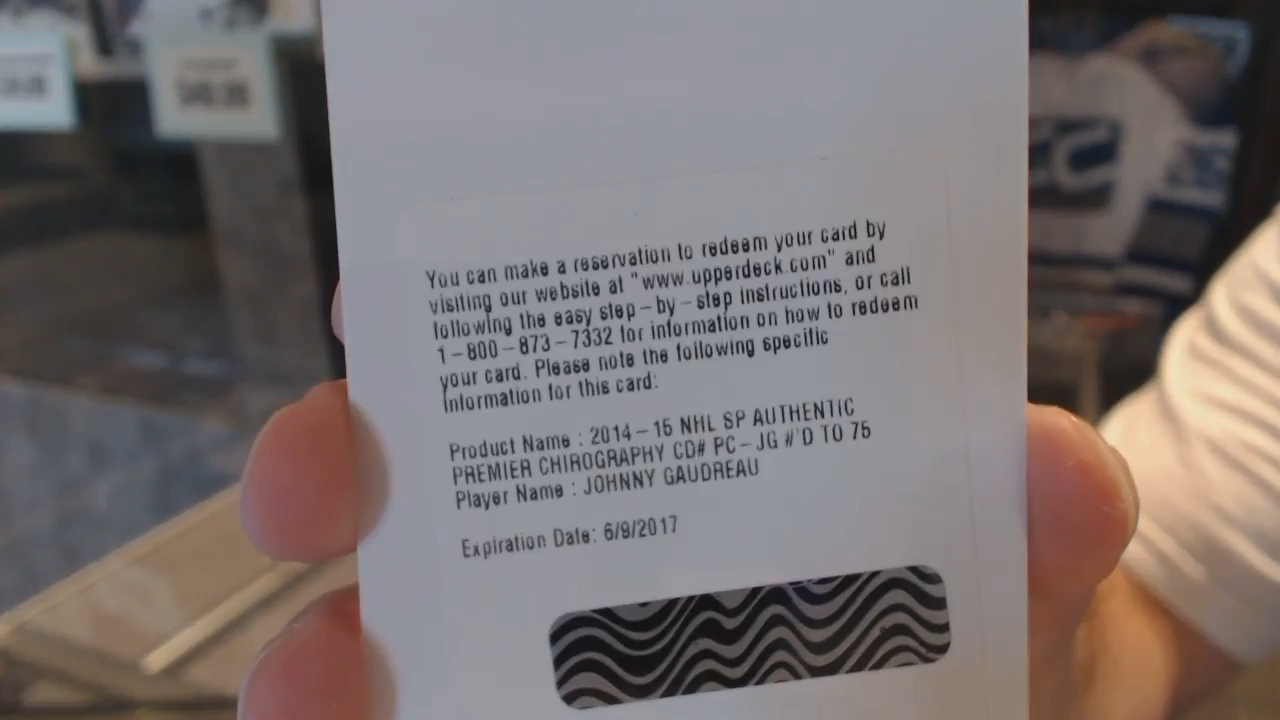 You can make a reservation to redeem your card by
visiting our website at "www.upperdeck.com" and
following the easy step-by-step instructions, or call
1-800-873-7332 for information on how to redeem
your card. Please note the following specific
information for this card:
Product Name : 2014-15 NHL SP AUTHENTIC
PREMIER CHIROGRAPHY CD# PC-JG #'D TO 75
Player Name : JOHNNY GAUDREAU
Expiration Date: 6/9/2017